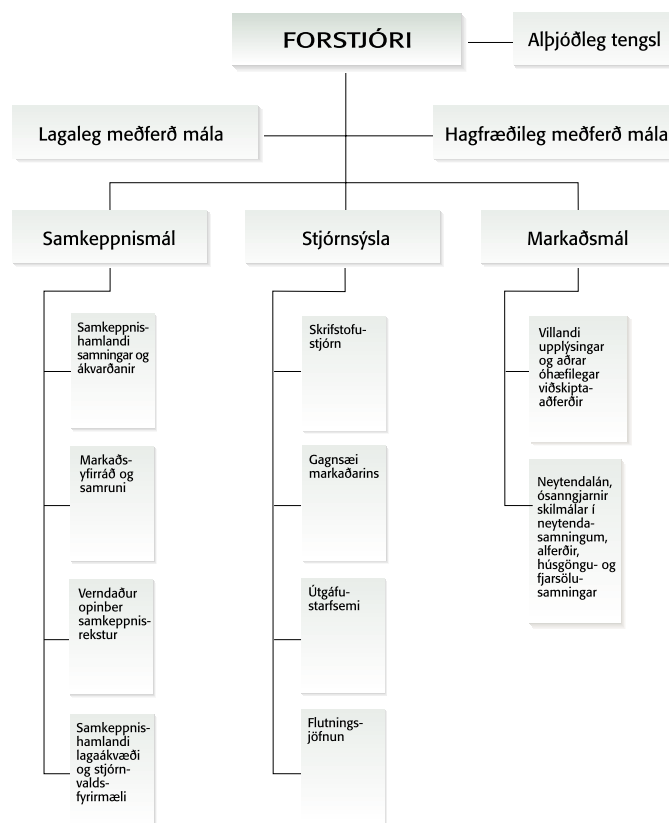 FORSTJÓRI
Alþjóðleg tengsl
Lagaleg meðferð mála
Hagfræðileg meðferð mála
Samkeppnismál
Stjórnsýsla
Markaðsmál
Samkeppnis-
hamlandi
samningar og
ákvarðanir
Markaðs-
yfirráð og
samruni
Verndaður
opinber
samkeppnis-
rekstur
Samkeppnis-
hamlandi
lagaákvæði
og stjórn-
valds-
fyrirmæli
Skrifstofu-
stjórn
Gagnsæi
markaðarins
Útgáfu-
starfsemi
Flutnings-
jöfnun
Villandi
upplýsingar
og aðrar
óhæfilegar
viðskipta-
aðferðir
Neytendalán,
ósanngjarnir
skilmálar í
neytenda-
samningum,
alferðir,
húsgöngu- og
fjarsölu-
samningar